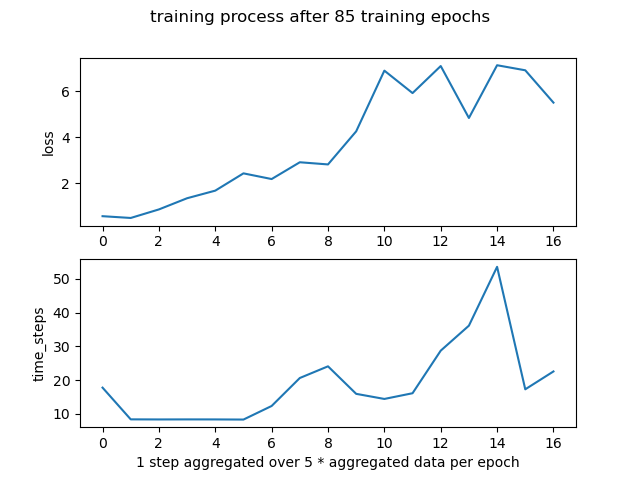 training process after 85 training epochs
6
4
2
loss
0 2 4 6 8 10 12 14 16
50
40
30
20
10
time_steps
0 2 4 6 8 10 12 14 16
1 step aggregated over 5 * aggregated data per epoch